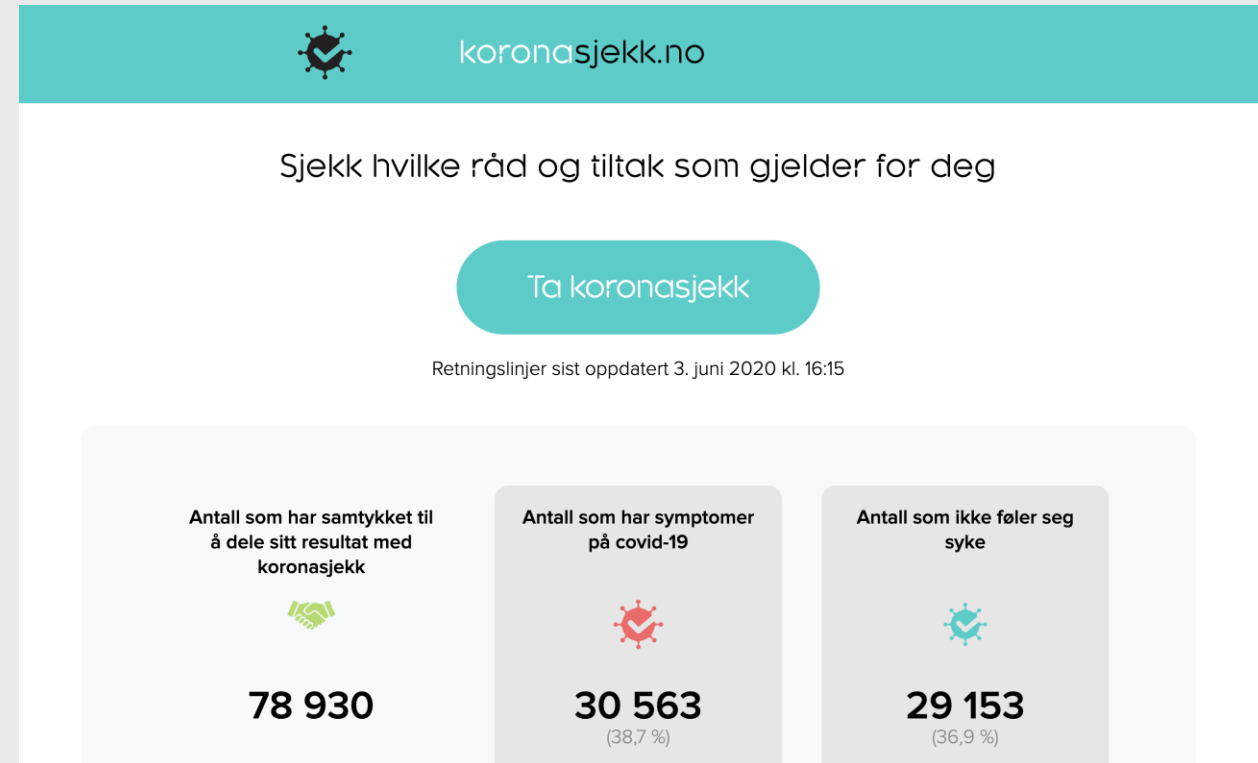 koronasjekk.no
Sjekk hvilke råd og tiltak som gjelder for deg
Ta koronasjekk
Retningslinjer sist oppdatert 3. juni 2020 kl. 16:15
Antall som har samtykket til
å dele sitt resultat med
koronasjekk
78 930
Antall som har symptomer
på covid-19
30 563
(38,7 %)
Antall som ikke føler seg
syke
29 153
(36,9 %)